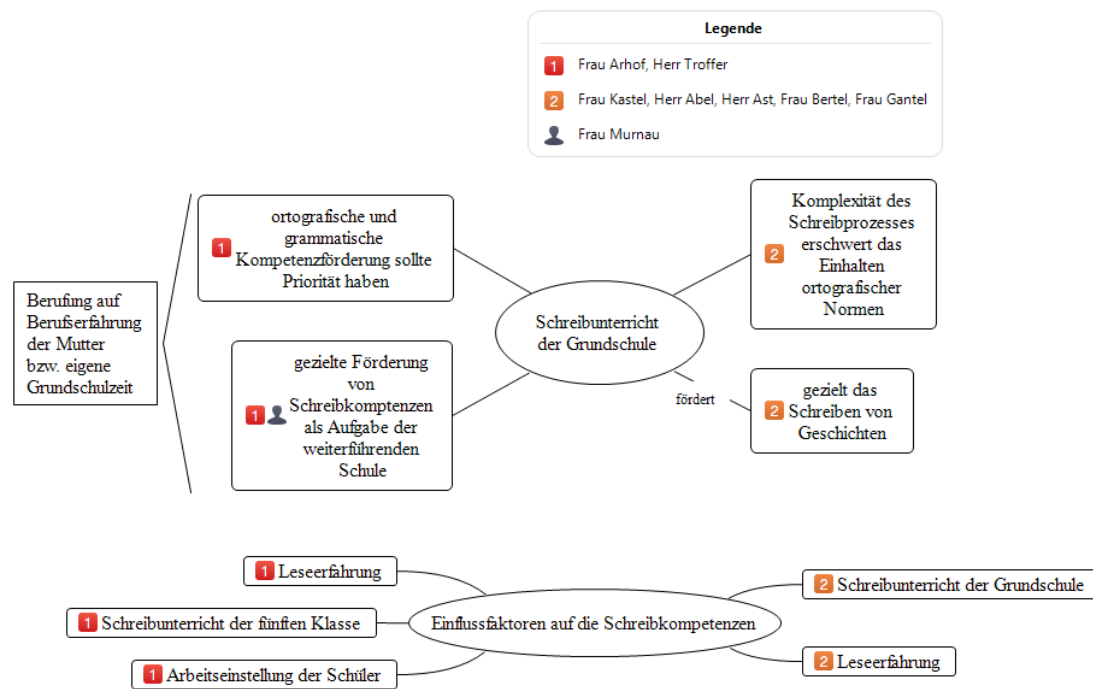 Legende
1 Frau Arhof, Herr Troffer
2 Frau Kastel, Herr Abel, Herr Ast, Frau Bertel, Frau Gantel
Frau Murnau
Berufung auf
Berufserfahrung
der Mutter
bzw. eigene
Grundschulzeit
ortografische und
grammatische
1 Kompetenzförderung sollte
Priorität haben
gezielte Förderung
von
Schreibkomptenzen
1 als Aufgabe der
weiterführenden
Schule
Schreibunterricht
der Grundschule
Komplexität des
Schreibprozesses
2 erschwert das
Einhalten
ortografischer
Normen
fördert
gezielt das
2 Schreiben von
Geschichten
1 Leseerfahrung
1 Schreibunterricht der fünften Klasse
1 Arbeitseinstellung der Schüler
Einflussfaktoren auf die Schreibkompetenzen
2 Schreibunterricht der Grundschule
2 Leseerfahrung